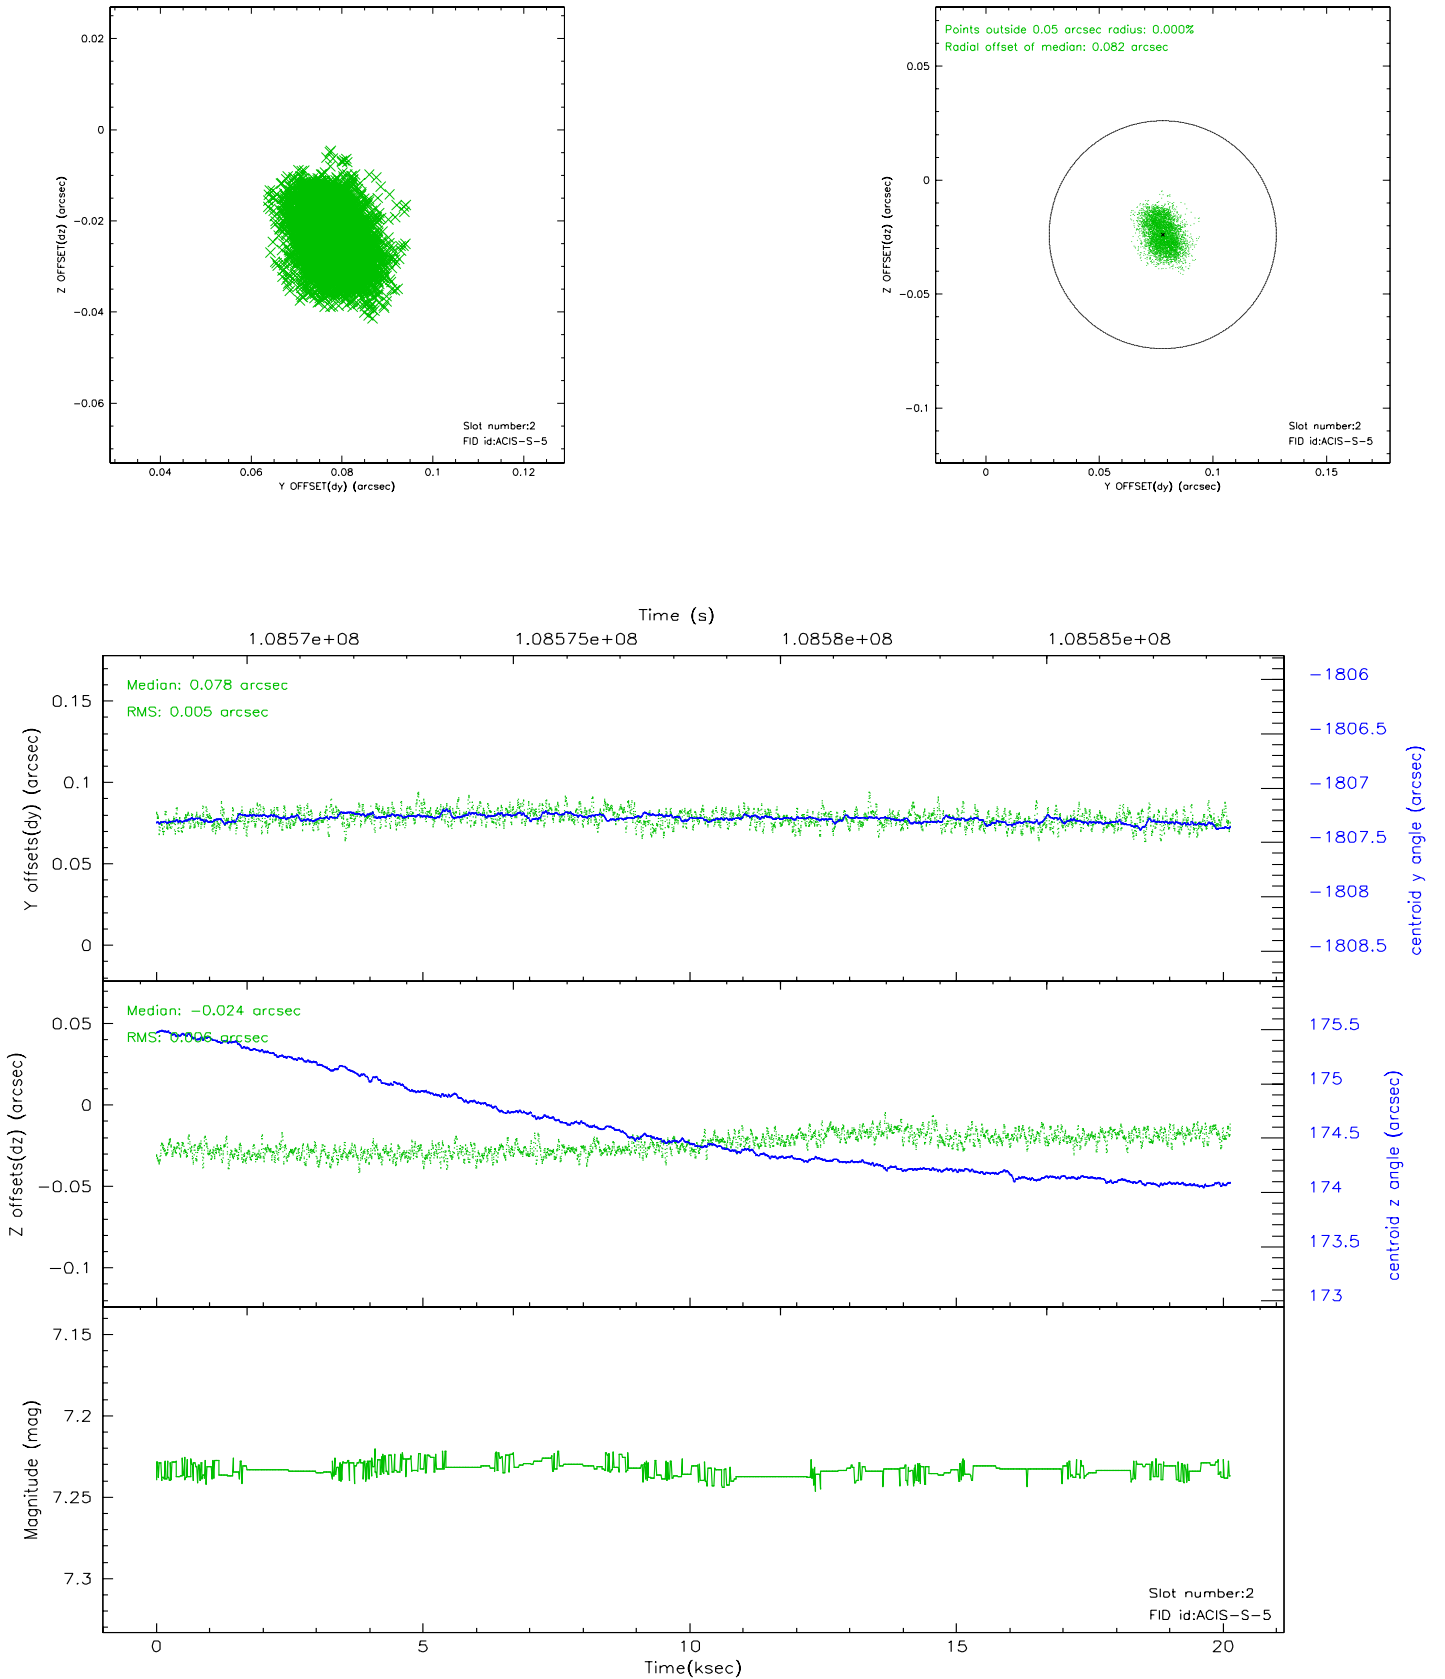 0.02
0
-0.02
-0.04
-0.06
Z OFFSET(dz) (arcsec)
Slot number:2
FID id:ACIS-S-5
0.04 0.06 0.08 0.1 0.12
Y OFFSET(dy) (arcsec)
Points outside 0.05 arcsec radius: 0.000%
Radial offset of median: 0.082 arcsec
0.05
0
-0.05
-0.1
Z OFFSET(dz) (arcsec)
Slot number:2
FID id:ACIS-S-5
0 0.05 0.1 0.15
Y OFFSET(dy) (arcsec)
Time (s)
1.0857e+08 1.08575e+08 1.0858e+08 1.08585e+08
Median: 0.078 arcsec
RMS: 0.005 arcsec
0.15
0.1
0.05
0
Y offsets(dy) (arcsec)
-1806
-1806.5
-1807
-1807.5
-1808
-1808.5
centroid y angle (arcsec)
Median: -0.024 arcsec
RMS: 0.006 arcsec
0.05
0
-0.05
-0.1
Z offsets(dz) (arcsec)
175.5
175
174.5
174
173.5
173
centroid z angle (arcsec)
7.15
7.2
7.25
7.3
Magnitude (mag)
Slot number:2
FID id:ACIS-S-5
0 5 10 15 20
Time(ksec)